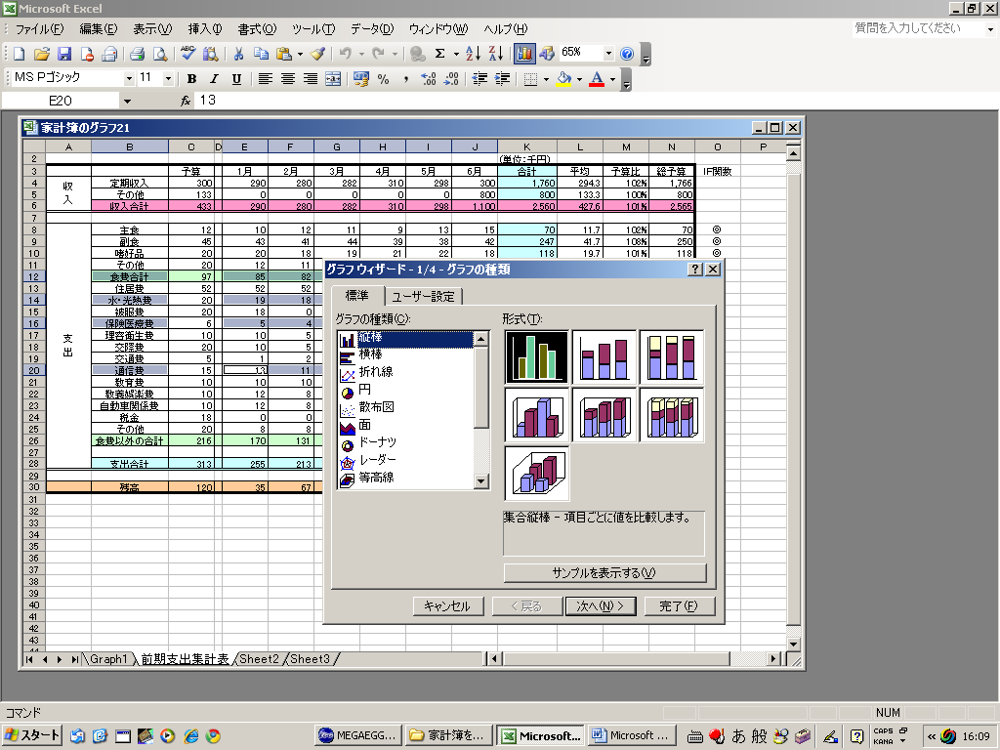 Microsoft Excel
ファイル(F) 編集(E) 表示(V) 挿入(I) 書式(O) ツール(T) データ(D) ウィンドウ(W) ヘルプ(H) 質問を入力してください
65%
MS Pゴシック 11 B I U
E20 fx 13
家計簿のグラフ21
A B C D E F G H I J K L M N O P
2 (単位:千円)
3 予算 1月 2月 3月 4月 5月 6月 合計 平均 予算比 総予算 IF関数
4 収入 定期収入 300 290 280 282 310 298 300 1,760 294.3 102% 1,766
5 その他 133 0 0 0 0 0 800 800 133.3 100% 800
6 収入合計 433 290 280 282 310 298 1,100 2,560 427.6 101% 2,565
7
8 主食 12 10 12 11 9 13 15 70 11.7 102% 70 ◎
9 副食 45 43 41 44 39 38 42 247 41.7 108% 250 ◎
10 嗜好品 20 20 18 19 21 22 18 118 19.7 101% 118 ◎
11 その他 20 12 11
12 食費合計 97 85 82
13 住居費 52 52 52
14 水・光熱費 20 19 18
15 被服費 20 18 0
16 保険医療費 6 5 4
17 理容衛生費 10 10 5
18 支出 交際費 20 10 5
19 交通費 5 1 2
20 通信費 15 13 11
21 教育費 10 10 10
22 教養娯楽費 10 12 8
23 自動車関係費 10 12 8
24 税金 18 0 0
25 その他 20 8 8
26 食費以外の合計 216 170 131
27
28 支出合計 313 255 213
29
30 残高 120 35 67
31
32
33
34
35
36
37
38
39
40
41
42
43
グラフ ウィザード - 1/4 - グラフの種類
標準 ユーザー設定
グラフの種類(C): 形式(T):
縦棒
横棒
折れ線
円
散布図
面
ドーナツ
レーダー
等高線
集合縦棒 - 項目ごとに値を比較します。
サンプルを表示する(V)
キャンセル < 戻る 次へ(N) > 完了(F)
Graph1 前期支出集計表 Sheet2 Sheet3
コマンド NUM
スタート MEGAEGG... 家計簿を... Microsoft... Microsoft ... あ 般 CAPS KANA « 16:09